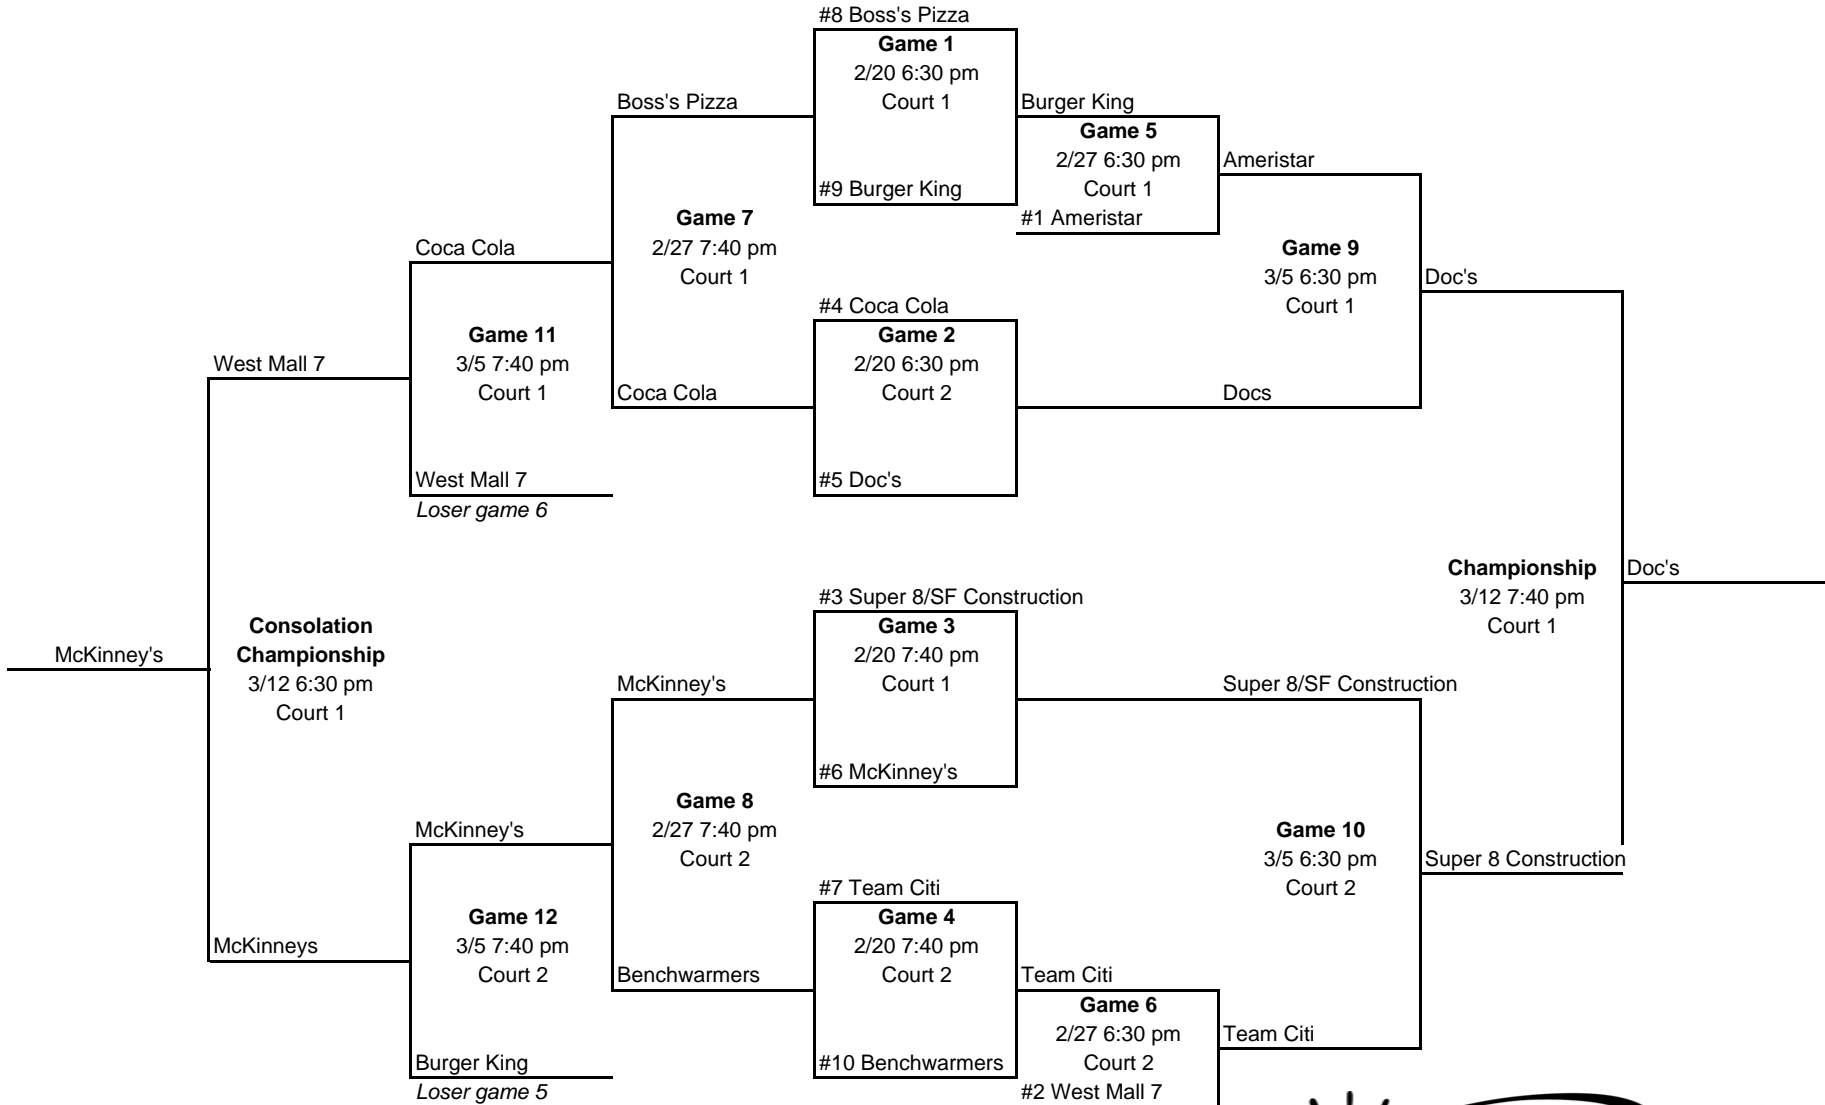 #8 Boss's Pizza
Game 1
2/20 6:30 pm
Court 1
Boss's Pizza
Burger King
Game 5
2/27 6:30 pm
Court 1
Ameristar
#9 Burger King
#1 Ameristar
Game 7
2/27 7:40 pm
Court 1
Coca Cola
Game 9
3/5 6:30 pm
Court 1
Doc's
#4 Coca Cola
Game 2
2/20 6:30 pm
Court 2
Game 11
3/5 7:40 pm
Court 1
West Mall 7
Coca Cola
Docs
West Mall 7
Loser game 6
#5 Doc's
Championship
3/12 7:40 pm
Court 1
Doc's
#3 Super 8/SF Construction
Game 3
2/20 7:40 pm
Court 1
Consolation
Championship
3/12 6:30 pm
Court 1
McKinney's
McKinney's
Super 8/SF Construction
#6 McKinney's
Game 8
2/27 7:40 pm
Court 2
McKinney's
Game 10
3/5 6:30 pm
Court 2
Super 8 Construction
#7 Team Citi
Game 4
2/20 7:40 pm
Court 2
Game 12
3/5 7:40 pm
Court 2
McKinneys
Benchwarmers
Team Citi
Game 6
2/27 6:30 pm
Court 2
Team Citi
Burger King
Loser game 5
#10 Benchwarmers
#2 West Mall 7